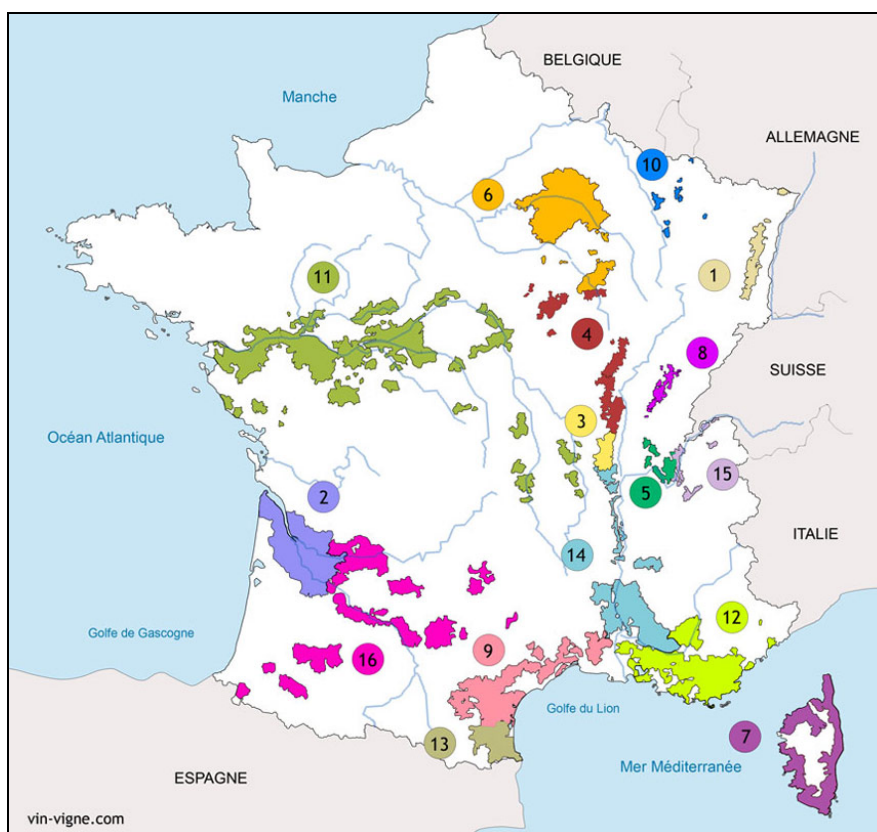 BELGIQUE
Manche
ALLEMAGNE
10
6
11
1
4
8
SUISSE
3
Océan Atlantique
15
2
5
ITALIE
14
12
Golfe de Gascogne
9
16
Golfe du Lion
7
13
Mer Méditerranée
ESPAGNE
vin-vigne.com